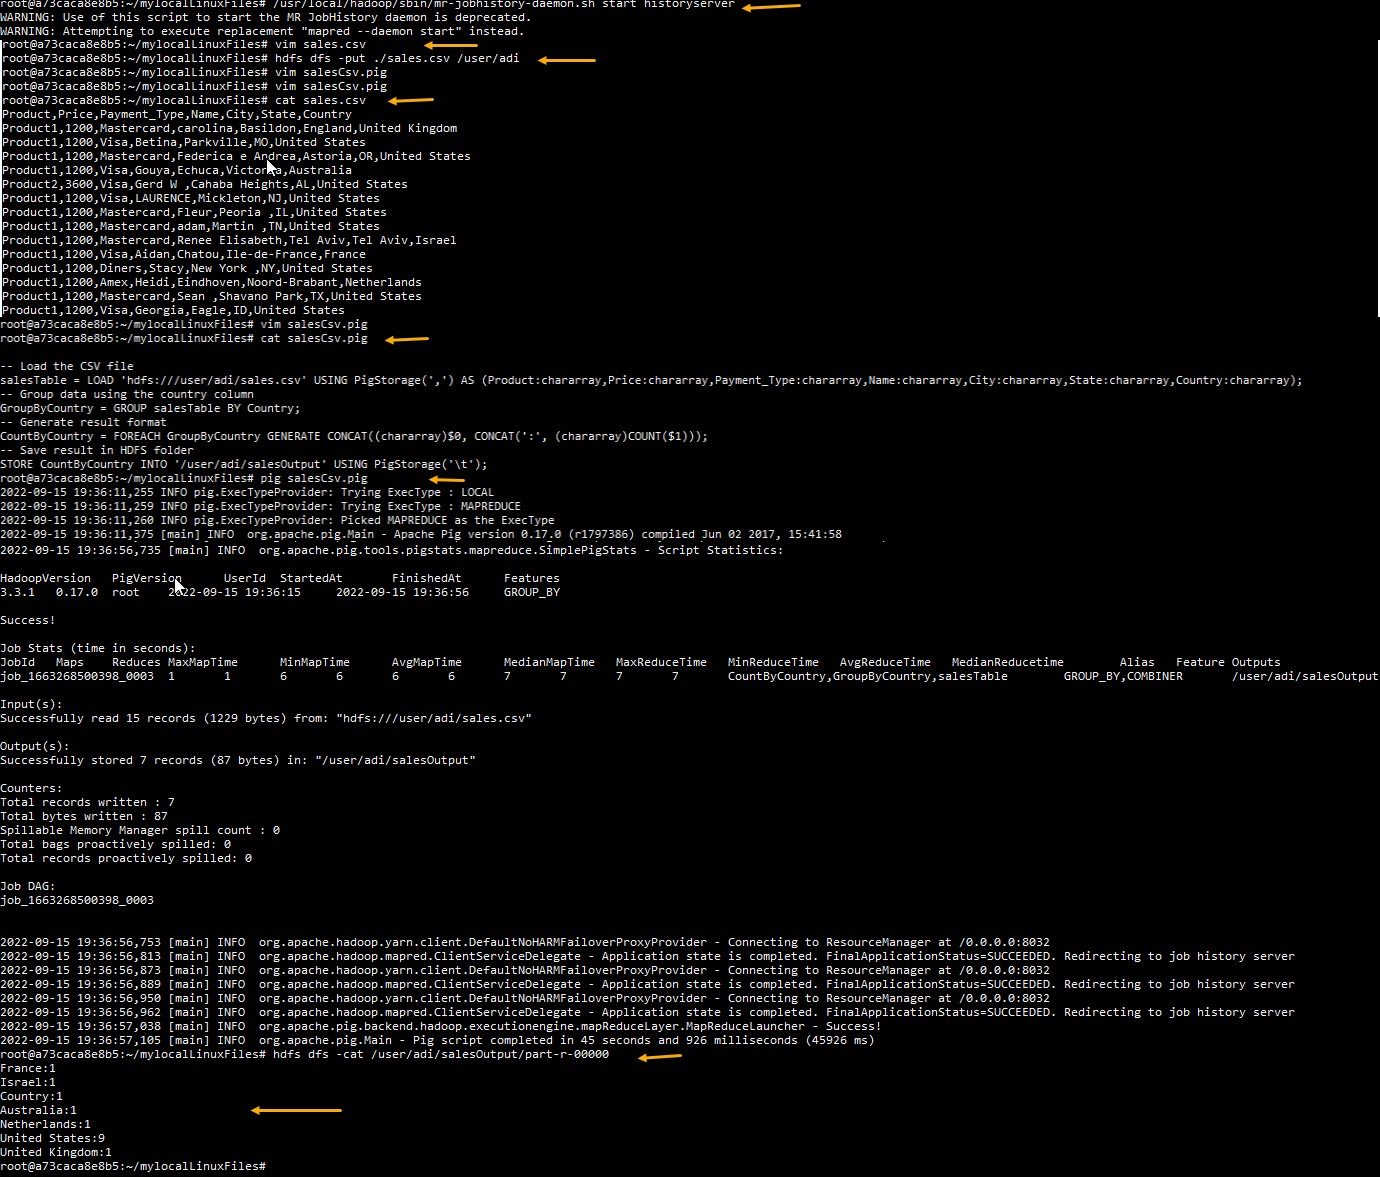 root@a73caca8e8b5:~/mylocalLinuxFiles# /usr/local/hadoop/sbin/mr-jobhistory-daemon.sh start historyserver
WARNING: Use of this script to start the MR JobHistory daemon is deprecated.
WARNING: Attempting to execute replacement "mapred --daemon start" instead.
root@a73caca8e8b5:~/mylocalLinuxFiles# vim sales.csv
root@a73caca8e8b5:~/mylocalLinuxFiles# hdfs dfs -put ./sales.csv /user/adi
root@a73caca8e8b5:~/mylocalLinuxFiles# vim salesCsv.pig
root@a73caca8e8b5:~/mylocalLinuxFiles# vim salesCsv.pig
root@a73caca8e8b5:~/mylocalLinuxFiles# cat sales.csv
Product,Price,Payment_Type,Name,City,State,Country
Product1,1200,Mastercard,carolina,Basildon,England,United Kingdom
Product1,1200,Visa,Betina,Parkville,MO,United States
Product1,1200,Mastercard,Federica e Andrea,Astoria,OR,United States
Product1,1200,Visa,Gouya,Echuca,Victoria,Australia
Product2,3600,Visa,Gerd W ,Cahaba Heights,AL,United States
Product1,1200,Visa,LAURENCE,Mickleton,NJ,United States
Product1,1200,Mastercard,Fleur,Peoria ,IL,United States
Product1,1200,Mastercard,adam,Martin ,TN,United States
Product1,1200,Mastercard,Renee Elisabeth,Tel Aviv,Tel Aviv,Israel
Product1,1200,Visa,Aidan,Chatou,Ile-de-France,France
Product1,1200,Diners,Stacy,New York ,NY,United States
Product1,1200,Amex,Heidi,Eindhoven,Noord-Brabant,Netherlands
Product1,1200,Mastercard,Sean ,Shavano Park,TX,United States
Product1,1200,Visa,Georgia,Eagle,ID,United States
root@a73caca8e8b5:~/mylocalLinuxFiles# vim salesCsv.pig
root@a73caca8e8b5:~/mylocalLinuxFiles# cat salesCsv.pig
-- Load the CSV file
salesTable = LOAD 'hdfs:///user/adi/sales.csv' USING PigStorage(',') AS (Product:chararray,Price:chararray,Payment_Type:chararray,Name:chararray,City:chararray,State:chararray,Country:chararray);
-- Group data using the country column
GroupByCountry = GROUP salesTable BY Country;
-- Generate result format
CountByCountry = FOREACH GroupByCountry GENERATE CONCAT((chararray)$0, CONCAT(':', (chararray)COUNT($1)));
-- Save result in HDFS folder
STORE CountByCountry INTO '/user/adi/salesOutput' USING PigStorage('\t');
root@a73caca8e8b5:~/mylocalLinuxFiles# pig salesCsv.pig
2022-09-15 19:36:11,255 INFO pig.ExecTypeProvider: Trying ExecType : LOCAL
2022-09-15 19:36:11,259 INFO pig.ExecTypeProvider: Trying ExecType : MAPREDUCE
2022-09-15 19:36:11,260 INFO pig.ExecTypeProvider: Picked MAPREDUCE as the ExecType
2022-09-15 19:36:11,375 [main] INFO  org.apache.pig.Main - Apache Pig version 0.17.0 (r1797386) compiled Jun 02 2017, 15:41:58
2022-09-15 19:36:56,735 [main] INFO  org.apache.pig.tools.pigstats.mapreduce.SimplePigStats - Script Statistics:
HadoopVersion   PigVersion      UserId  StartedAt       FinishedAt      Features
3.3.1   0.17.0  root    2022-09-15 19:36:15     2022-09-15 19:36:56     GROUP_BY
Success!
Job Stats (time in seconds):
JobId   Maps    Reduces MaxMapTime      MinMapTime      AvgMapTime      MedianMapTime   MaxReduceTime   MinReduceTime   AvgReduceTime   MedianReducetime        Alias   Feature Outputs
job_1663268500398_0003  1       1       6       6       6       6       7       7       7       7       CountByCountry,GroupByCountry,salesTable        GROUP_BY,COMBINER       /user/adi/salesOutput
Input(s):
Successfully read 15 records (1229 bytes) from: "hdfs:///user/adi/sales.csv"
Output(s):
Successfully stored 7 records (87 bytes) in: "/user/adi/salesOutput"
Counters:
Total records written : 7
Total bytes written : 87
Spillable Memory Manager spill count : 0
Total bags proactively spilled: 0
Total records proactively spilled: 0
Job DAG:
job_1663268500398_0003
2022-09-15 19:36:56,753 [main] INFO  org.apache.hadoop.yarn.client.DefaultNoHARMFailoverProxyProvider - Connecting to ResourceManager at /0.0.0.0:8032
2022-09-15 19:36:56,813 [main] INFO  org.apache.hadoop.mapred.ClientServiceDelegate - Application state is completed. FinalApplicationStatus=SUCCEEDED. Redirecting to job history server
2022-09-15 19:36:56,873 [main] INFO  org.apache.hadoop.yarn.client.DefaultNoHARMFailoverProxyProvider - Connecting to ResourceManager at /0.0.0.0:8032
2022-09-15 19:36:56,889 [main] INFO  org.apache.hadoop.mapred.ClientServiceDelegate - Application state is completed. FinalApplicationStatus=SUCCEEDED. Redirecting to job history server
2022-09-15 19:36:56,950 [main] INFO  org.apache.hadoop.yarn.client.DefaultNoHARMFailoverProxyProvider - Connecting to ResourceManager at /0.0.0.0:8032
2022-09-15 19:36:56,962 [main] INFO  org.apache.hadoop.mapred.ClientServiceDelegate - Application state is completed. FinalApplicationStatus=SUCCEEDED. Redirecting to job history server
2022-09-15 19:36:57,038 [main] INFO  org.apache.pig.backend.hadoop.executionengine.mapReduceLayer.MapReduceLauncher - Success!
2022-09-15 19:36:57,105 [main] INFO  org.apache.pig.Main - Pig script completed in 45 seconds and 926 milliseconds (45926 ms)
root@a73caca8e8b5:~/mylocalLinuxFiles# hdfs dfs -cat /user/adi/salesOutput/part-r-00000
France:1
Israel:1
Country:1
Australia:1
Netherlands:1
United States:9
United Kingdom:1
root@a73caca8e8b5:~/mylocalLinuxFiles#